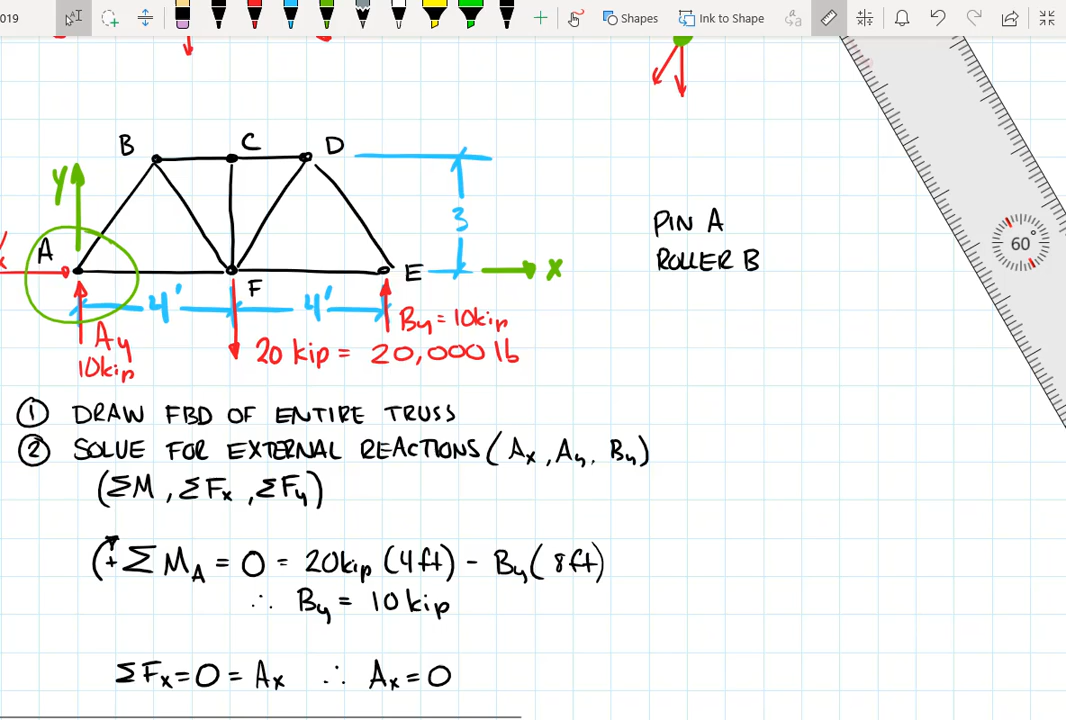 019
Shapes
Ink to Shape
B
C
D
Y
A
3
PIN A
60°
ROLLER B
F
E
X
4'
4'
Ay
10kip
By = 10kip
20 kip = 20,000 lb
① DRAW FBD OF ENTIRE TRUSS
② SOLVE FOR EXTERNAL REACTIONS (Ax, Ay, By)
(ΣM, ΣFx, ΣFy)
(+ ΣMA = 0 = 20kip (4ft) - By (8ft)
∴ By = 10 kip
ΣFx = 0 = Ax ∴ Ax = 0